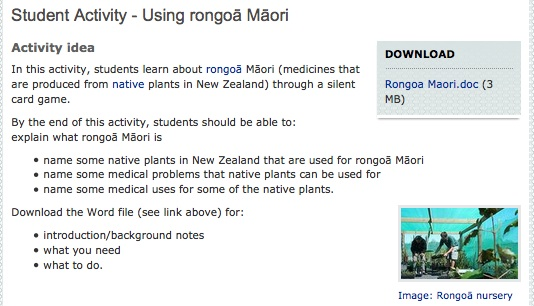 Student Activity - Using rongoā Māori
Activity idea
In this activity, students learn about rongoā Māori (medicines that
are produced from native plants in New Zealand) through a silent
card game.
By the end of this activity, students should be able to:
explain what rongoā Māori is
• name some native plants in New Zealand that are used for rongoā Māori
• name some medical problems that native plants can be used for
• name some medical uses for some of the native plants.
Download the Word file (see link above) for:
• introduction/background notes
• what you need
• what to do.
DOWNLOAD
Rongoa Maori.doc (3
MB)
Image: Rongoā nursery